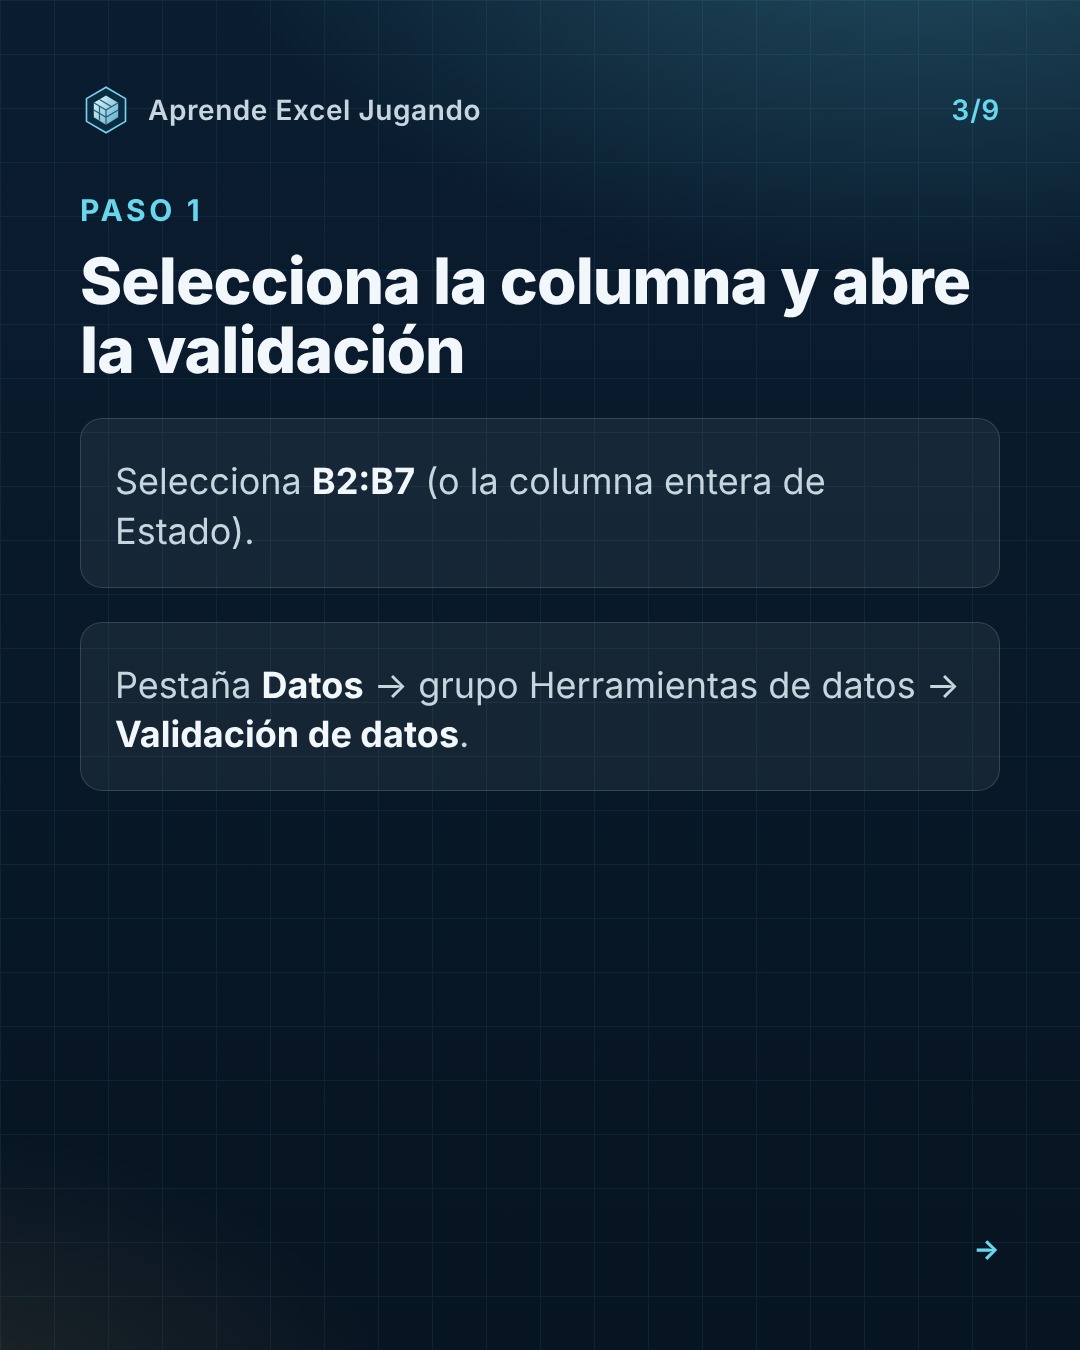 Aprende Excel Jugando
3/9
PASO 1
Selecciona la columna y abre
la validación
Selecciona B2:B7 (o la columna entera de
Estado).
Pestaña Datos → grupo Herramientas de datos →
Validación de datos.
→